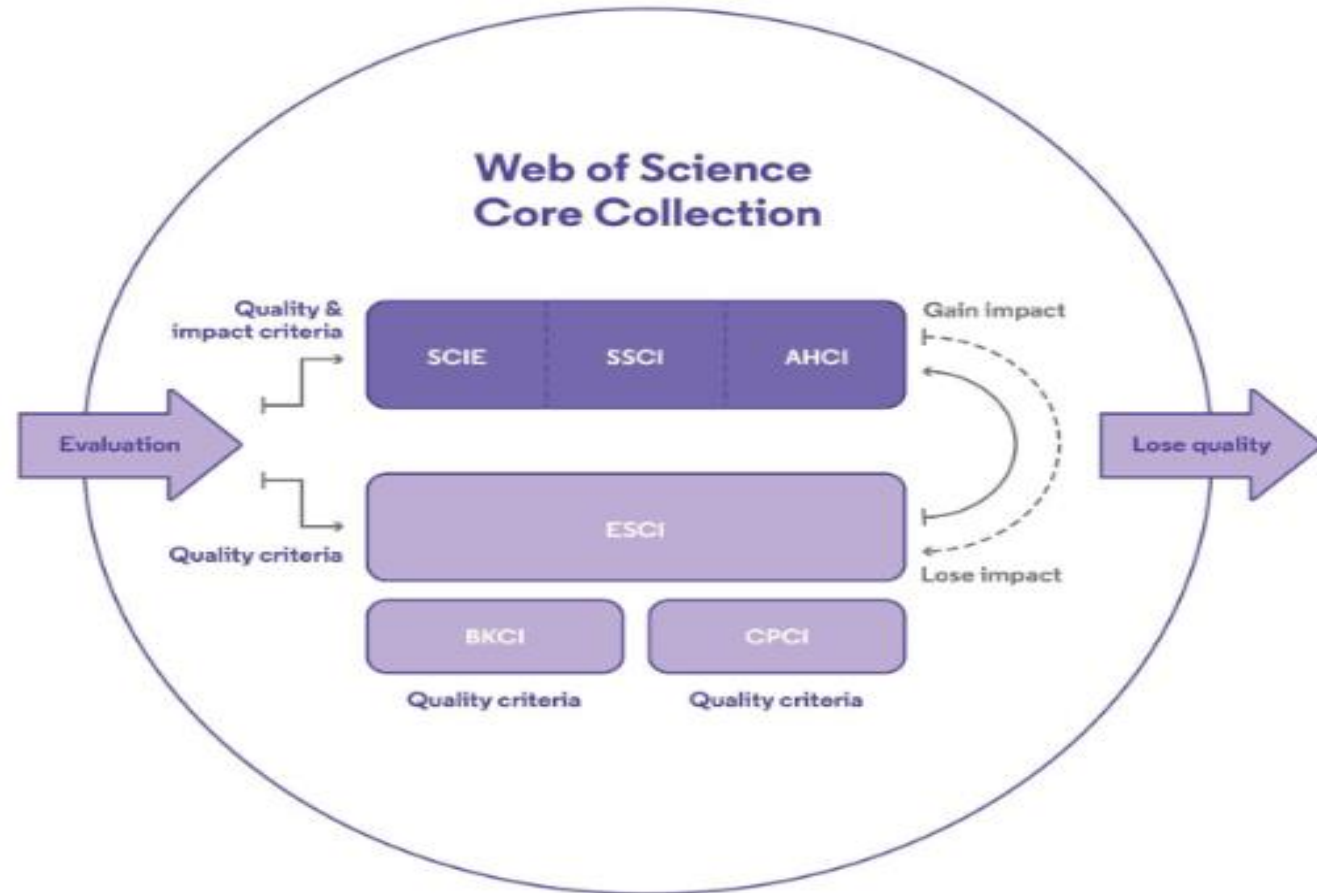 Web of Science
Core Collection
Quality &
impact criteria
SCIE
SSCI
AHCI
Gain impact
Evaluation
Lose quality
ESCI
Quality criteria
Lose impact
BKCI
CPCI
Quality criteria
Quality criteria